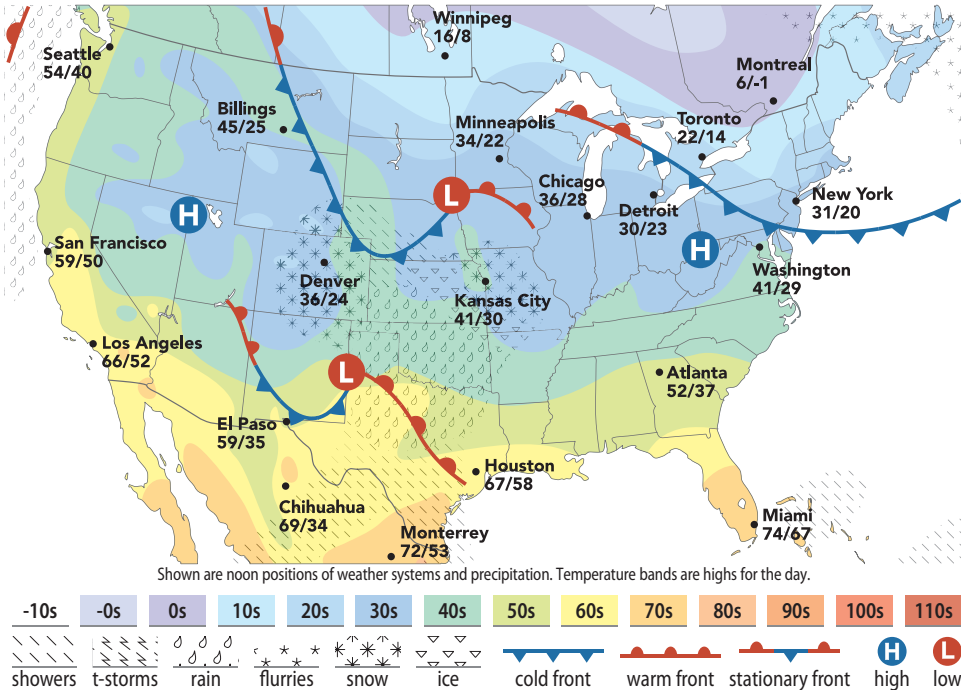 Winnipeg
16/8
Seattle
54/40
Montreal
6/-1
Billings
45/25
Minneapolis
34/22
Toronto
22/14
Chicago
36/28
Detroit
30/23
New York
31/20
H
L
H
San Francisco
59/50
Washington
41/29
Denver
36/24
Kansas City
41/30
Los Angeles
66/52
L
Atlanta
52/37
El Paso
59/35
Houston
67/58
Chihuahua
69/34
Monterrey
72/53
Miami
74/67
Shown are noon positions of weather systems and precipitation. Temperature bands are highs for the day.
-10s -0s 0s 10s 20s 30s 40s 50s 60s 70s 80s 90s 100s 110s
H L
showers t-storms rain flurries snow ice cold front warm front stationary front high low